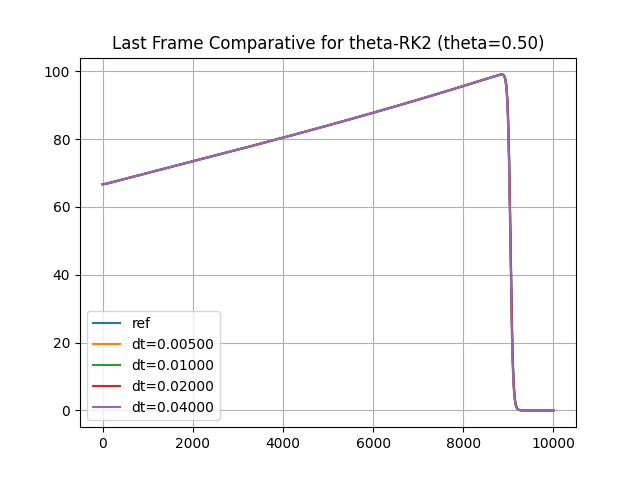 Last Frame Comparative for theta-RK2 (theta=0.50)
100
80
60
40
20
0
ref
dt=0.00500
dt=0.01000
dt=0.02000
dt=0.04000
0 2000 4000 6000 8000 10000